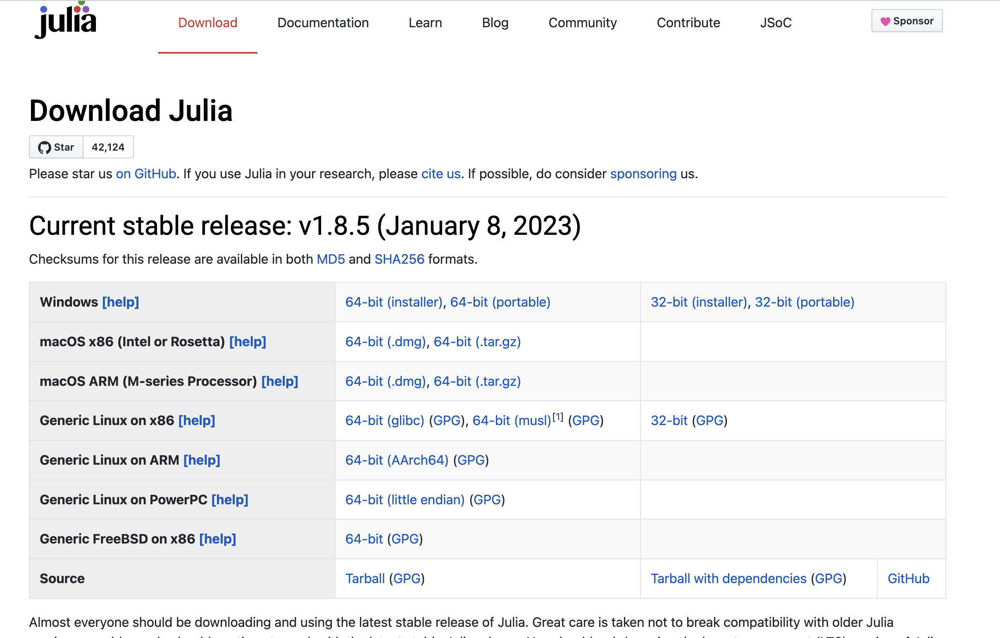 julia
Download Documentation Learn Blog Community Contribute JSoC Sponsor
Download Julia
Star 42,124
Please star us on GitHub. If you use Julia in your research, please cite us. If possible, do consider sponsoring us.
Current stable release: v1.8.5 (January 8, 2023)
Checksums for this release are available in both MD5 and SHA256 formats.
Windows [help] 64-bit (installer), 64-bit (portable) 32-bit (installer), 32-bit (portable)
macOS x86 (Intel or Rosetta) [help] 64-bit (.dmg), 64-bit (.tar.gz)
macOS ARM (M-series Processor) [help] 64-bit (.dmg), 64-bit (.tar.gz)
Generic Linux on x86 [help] 64-bit (glibc) (GPG), 64-bit (musl)[1] (GPG) 32-bit (GPG)
Generic Linux on ARM [help] 64-bit (AArch64) (GPG)
Generic Linux on PowerPC [help] 64-bit (little endian) (GPG)
Generic FreeBSD on x86 [help] 64-bit (GPG)
Source Tarball (GPG) Tarball with dependencies (GPG) GitHub
Almost everyone should be downloading and using the latest stable release of Julia. Great care is taken not to break compatibility with older Julia